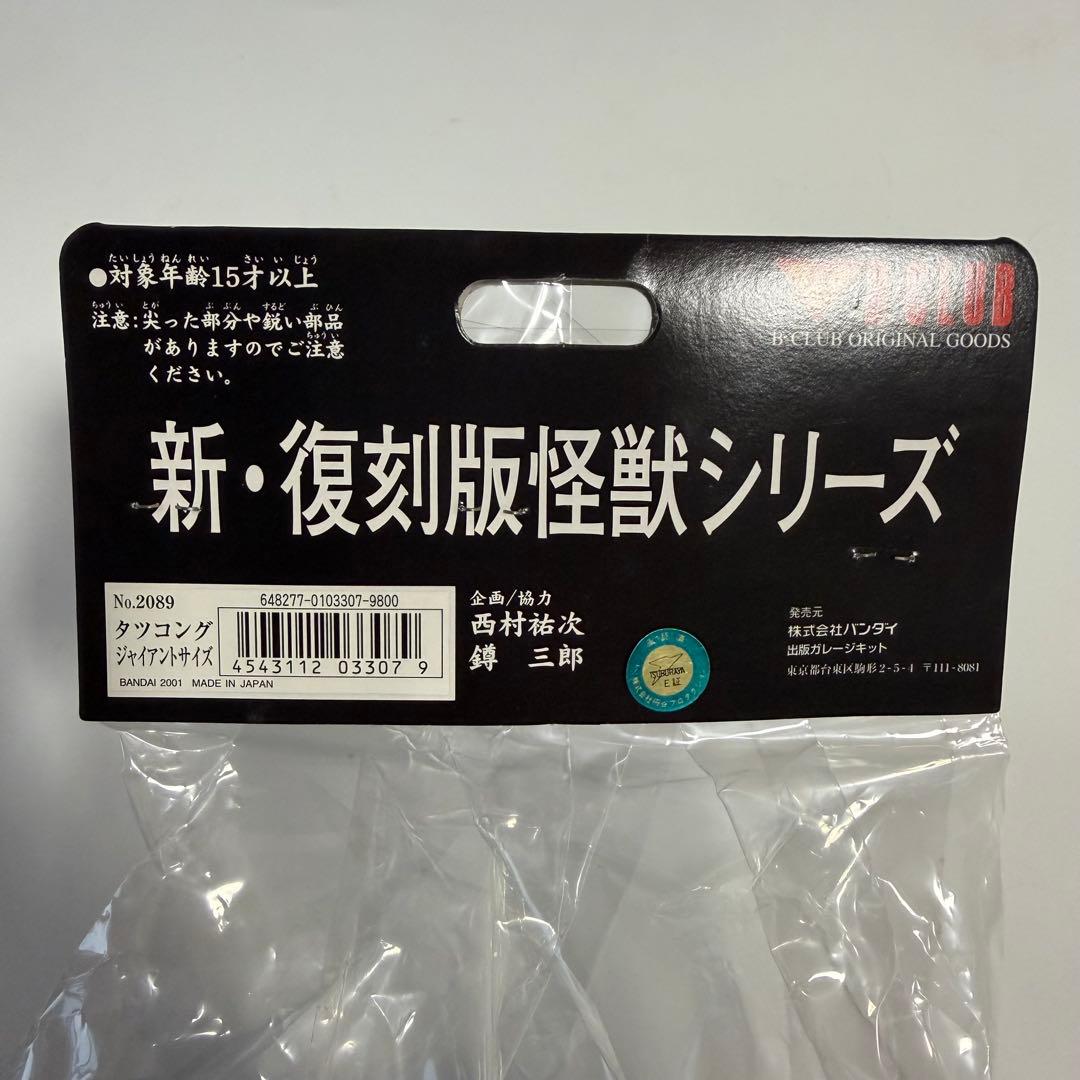 たいしょうねんれい さいいじょう
●対象年齢15才以上
ちゅうい とが ぶぶん するど ぶひん
注意:尖った部分や鋭い部品
ちゅうい
がありますのでご注意
ください。
B-CLUB
B-CLUB ORIGINAL GOODS
新・復刻版怪獣シリーズ
No.2089
タツコング
ジャイアントサイズ
BANDAI 2001 MADE IN JAPAN
648277-0103307-9800
4543112 033079
企画/協力
西村祐次
鐏 三郎
TSUBURAYA
発売元
株式会社バンダイ
出版ガレージキット
東京都台東区駒形2-5-4 〒111-8081